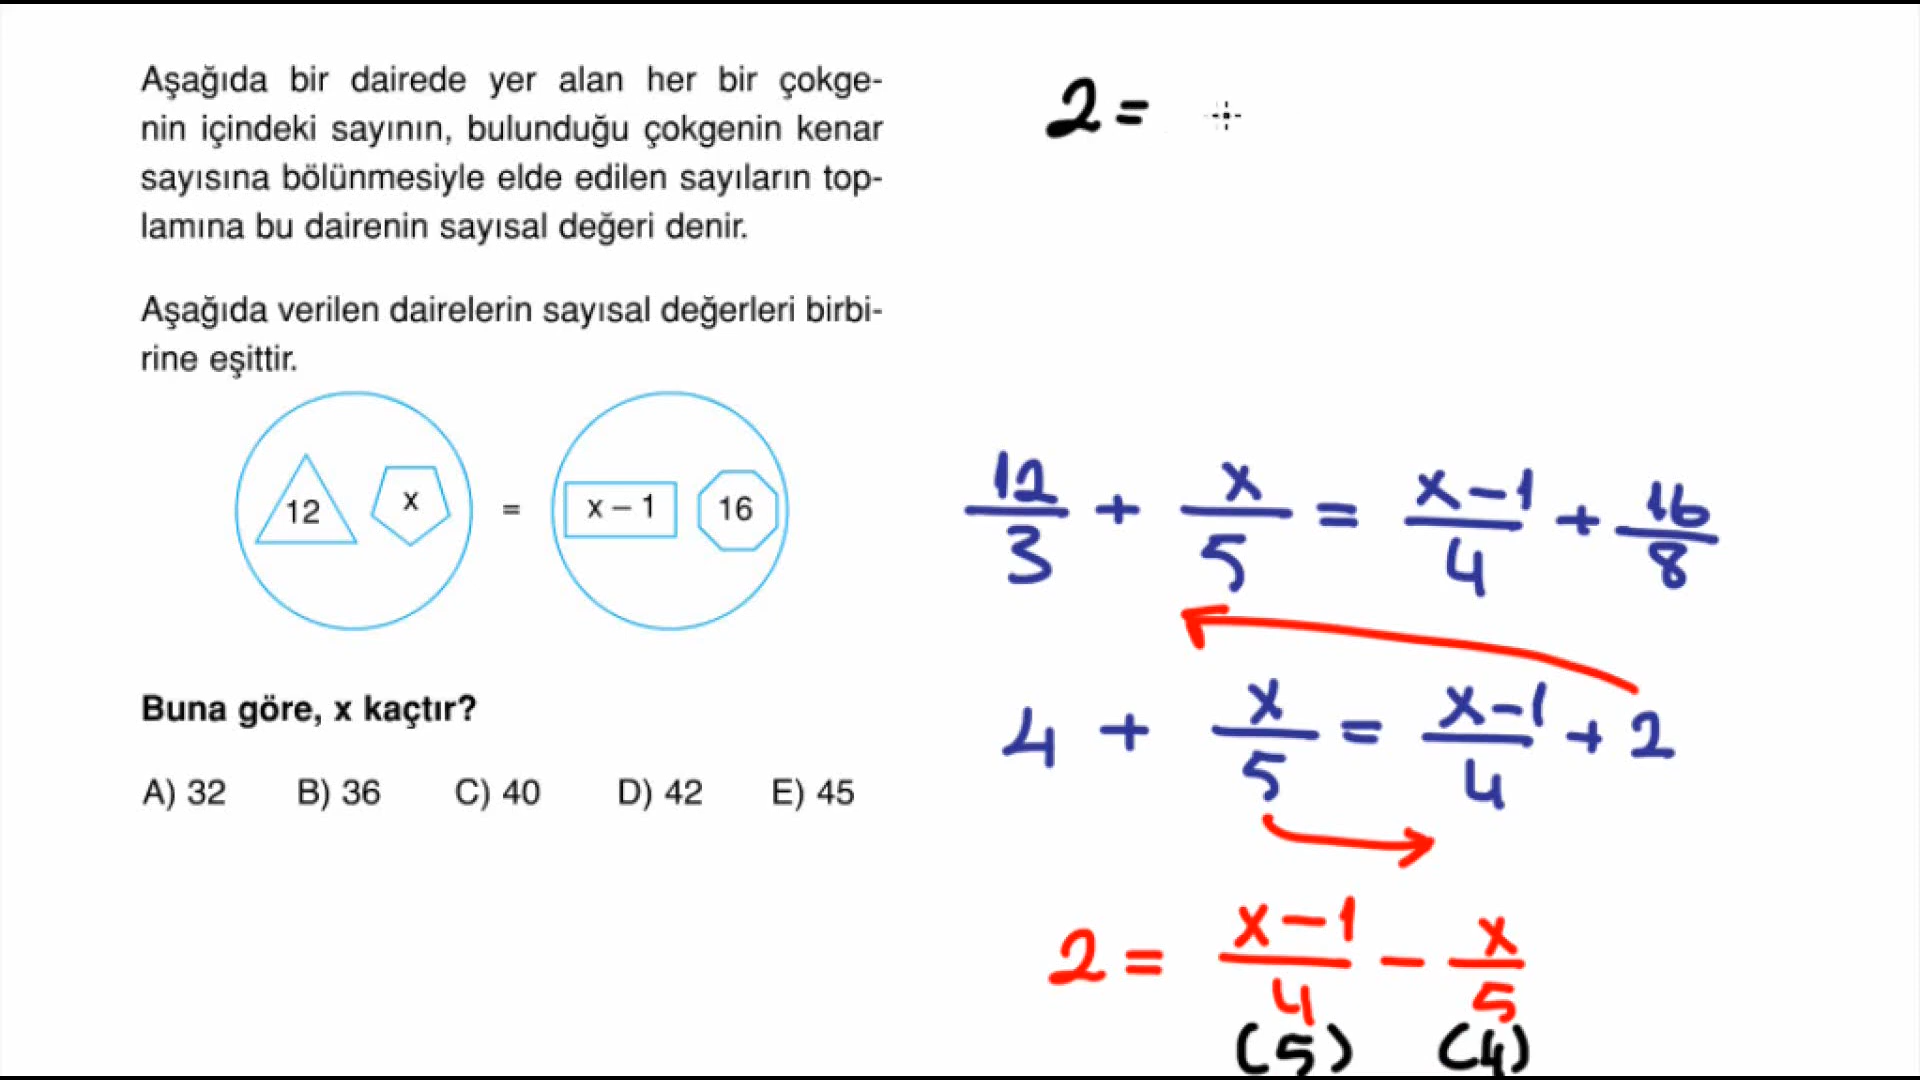 Aşağıda bir dairede yer alan her bir çokge-
nin içindeki sayının, bulunduğu çokgenin kenar
sayısına bölünmesiyle elde edilen sayıların top-
lamına bu dairenin sayısal değeri denir.
Aşağıda verilen dairelerin sayısal değerleri birbi-
rine eşittir.
12 x = x – 1 16
Buna göre, x kaçtır?
A) 32 B) 36 C) 40 D) 42 E) 45
2 =
12/3 + x/5 = x-1/4 + 16/8
4 + x/5 = x-1/4 + 2
2 = x-1/4 - x/5
(5) (4)